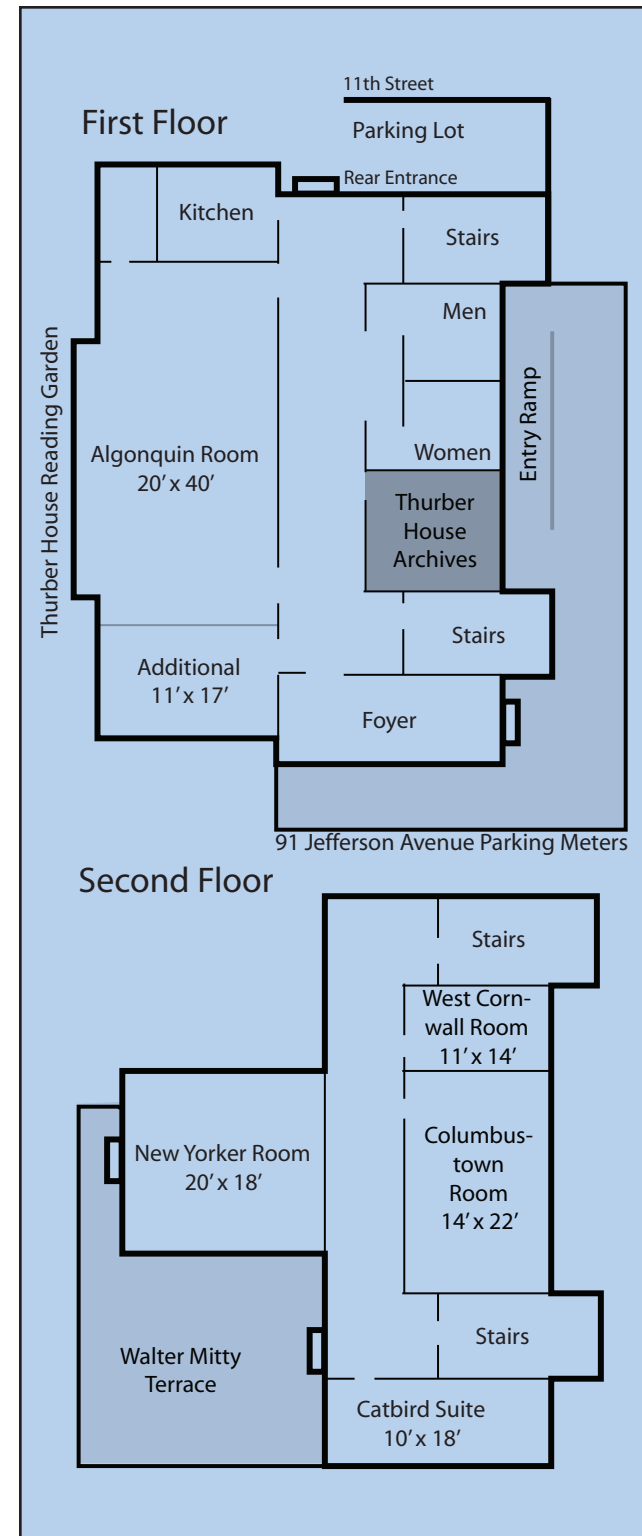 11th Street
First Floor
Parking Lot
Rear Entrance
Kitchen
Stairs
Men
Thurber House Reading Garden
Entry Ramp
Algonquin Room
20’ x 40’
Women
Thurber
House
Archives
Stairs
Additional
11’ x 17’
Foyer
91 Jefferson Avenue Parking Meters
Second Floor
Stairs
West Corn-
wall Room
11’ x 14’
New Yorker Room
20’ x 18’
Columbus-
town
Room
14’ x 22’
Stairs
Walter Mitty
Terrace
Catbird Suite
10’ x 18’